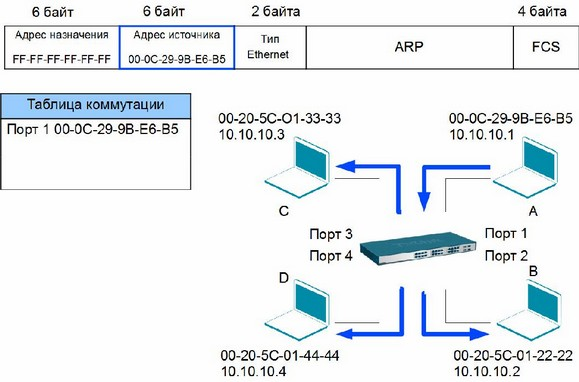 6 байт
6 байт
2 байта
4 байта
Адрес назначения
FF-FF-FF-FF-FF-FF
Адрес источника
00-0C-29-9B-E6-B5
Тип
Ethernet
ARP
FCS
Таблица коммутации
Порт 1 00-0C-29-9B-E6-B5
00-20-5C-O1-33-33
10.10.10.3
00-0C-29-9B-E6-B5
10.10.10.1
C
A
Порт 3
Порт 1
Порт 4
Порт 2
D
B
00-20-5C-01-44-44
10.10.10.4
00-20-5C-01-22-22
10.10.10.2